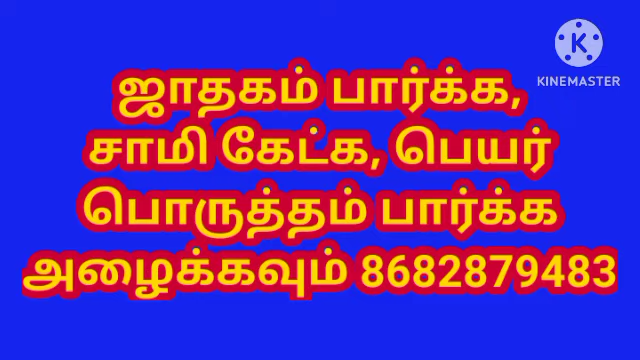 KINEMASTER
ஜாதகம் பார்க்க,
சாமி கேட்க, பெயர்
பொருத்தம் பார்க்க
அழைக்கவும் 8682879483